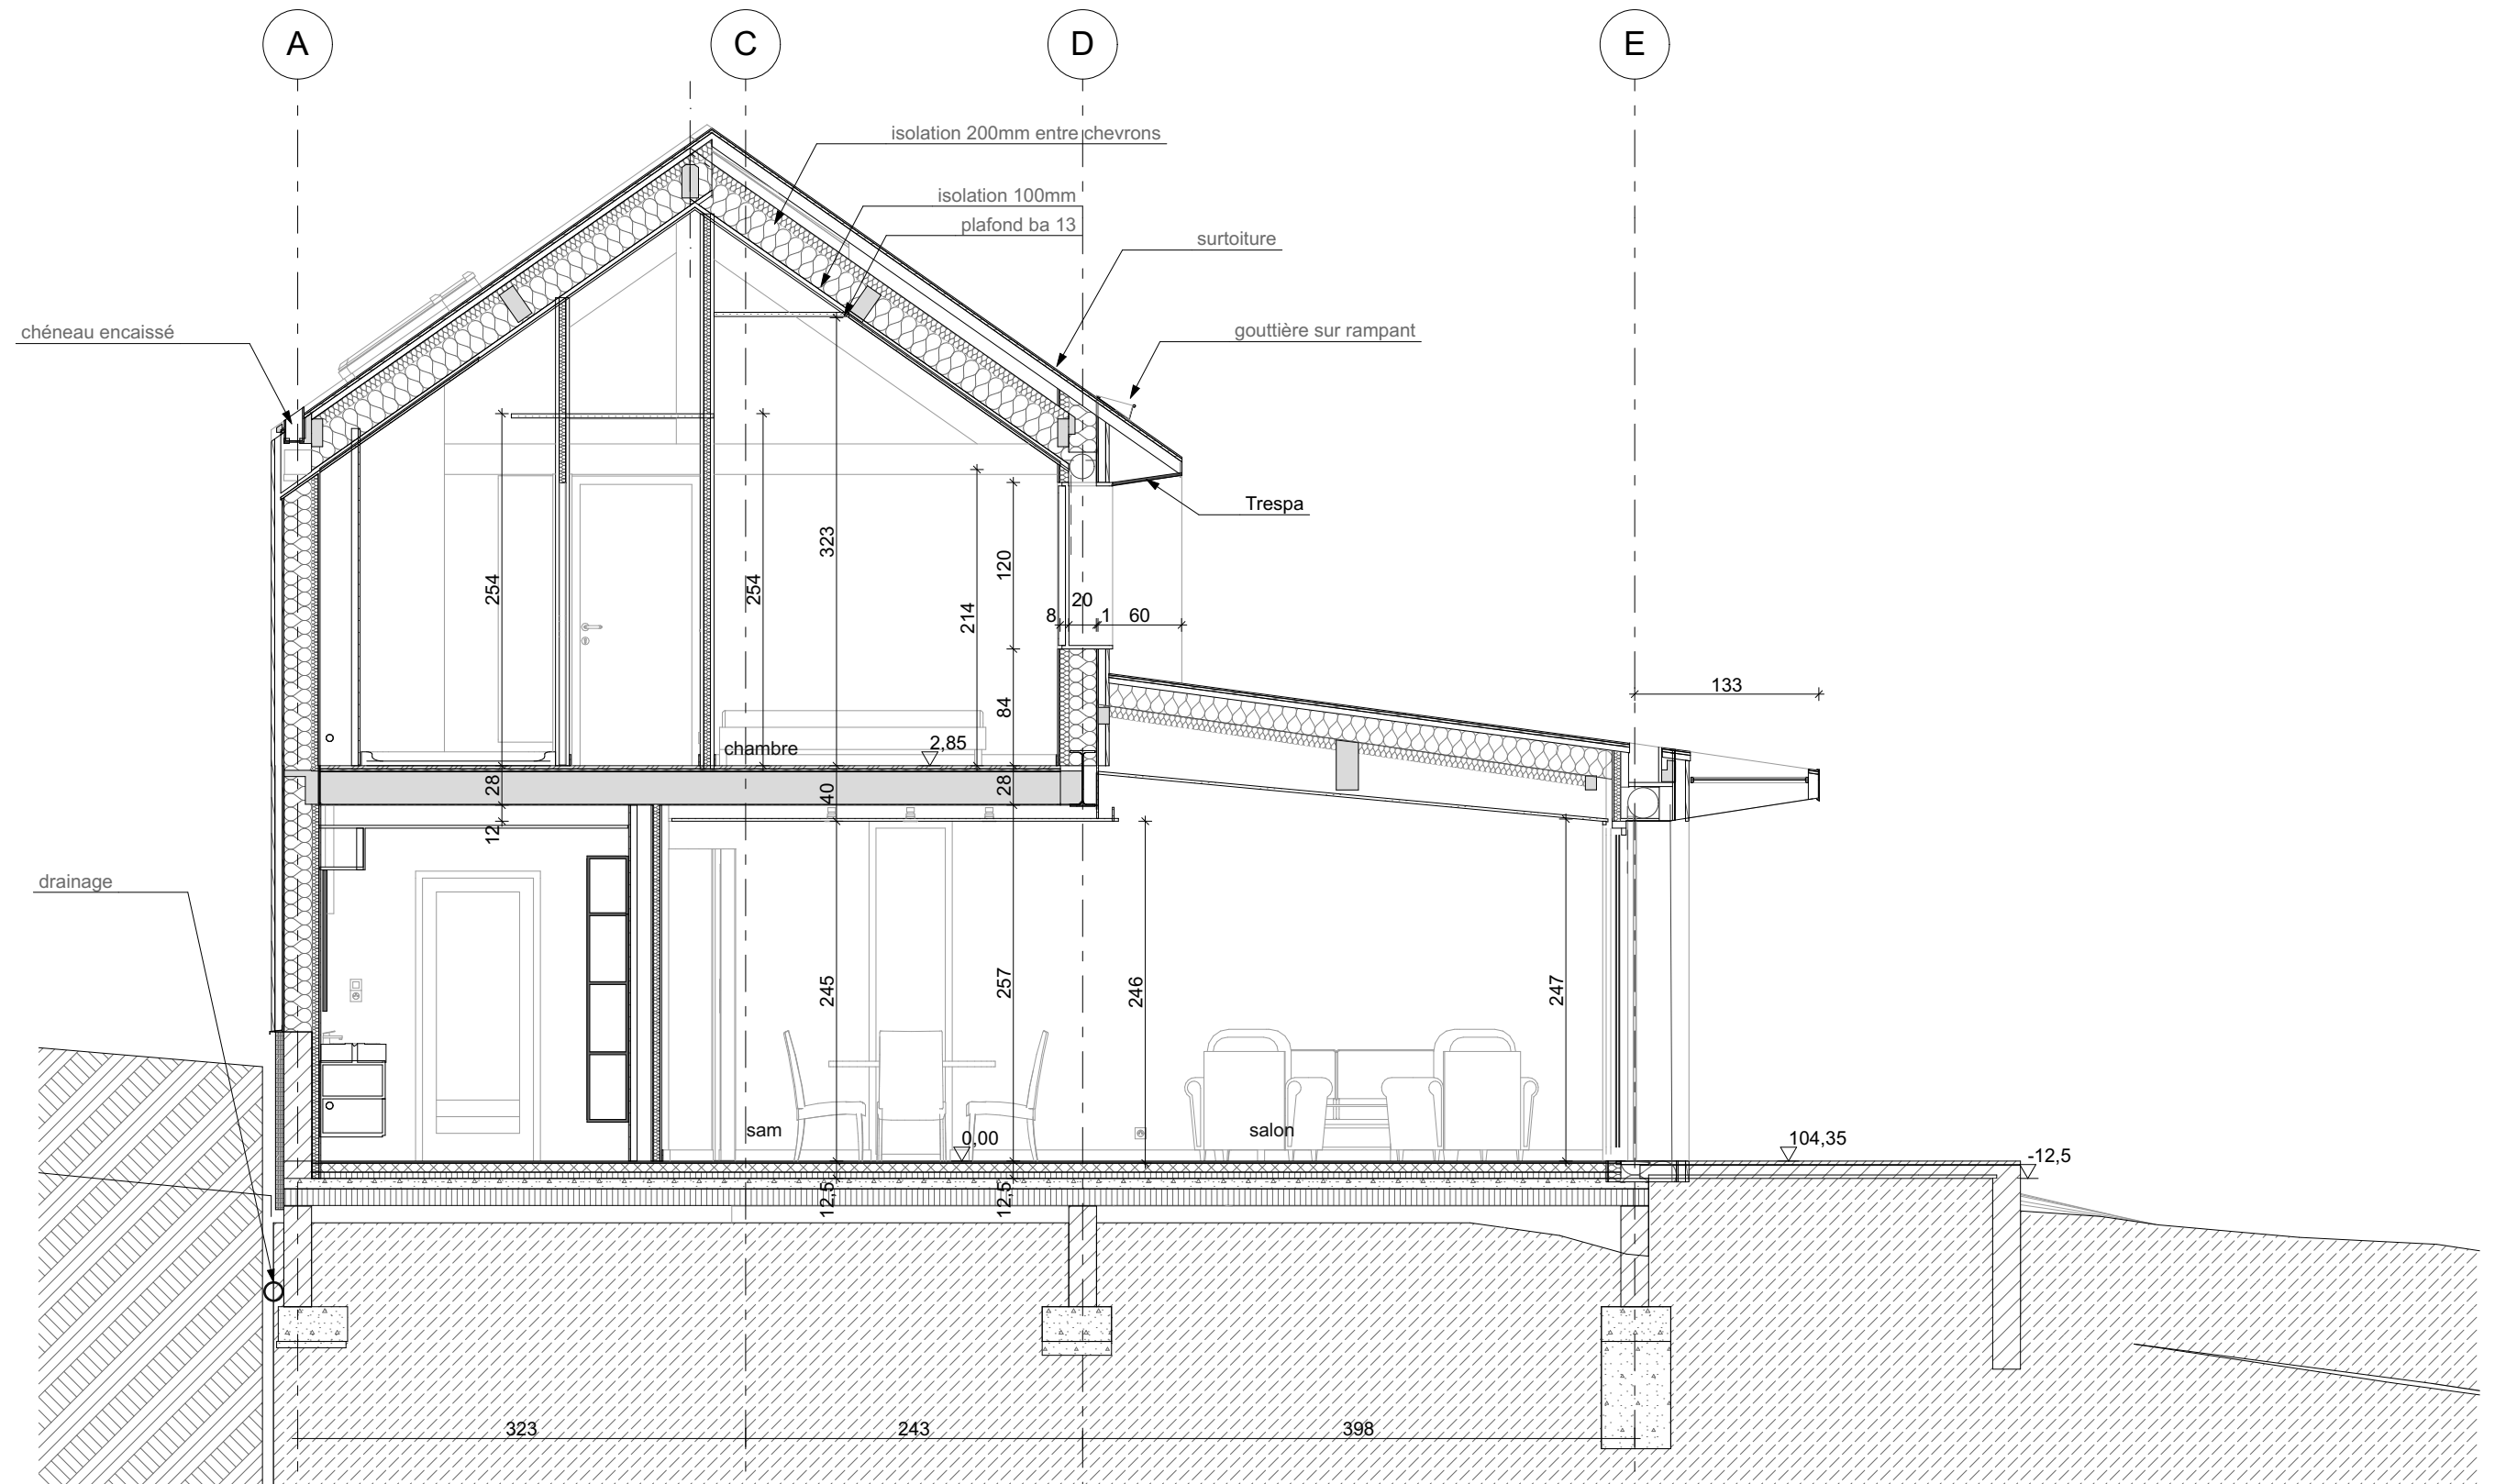 A
C
D
E
isolation 200mm entre chevrons
isolation 100mm
plafond ba 13
surtoiture
chéneau encaissé
gouttière sur rampant
Trespa
254
254
323
214
120
8
20
1
60
133
84
chambre
2,85
28
40
28
12
drainage
245
257
246
247
sam
0,00
salon
104,35
-12,5
12,5
12,5
323
243
398